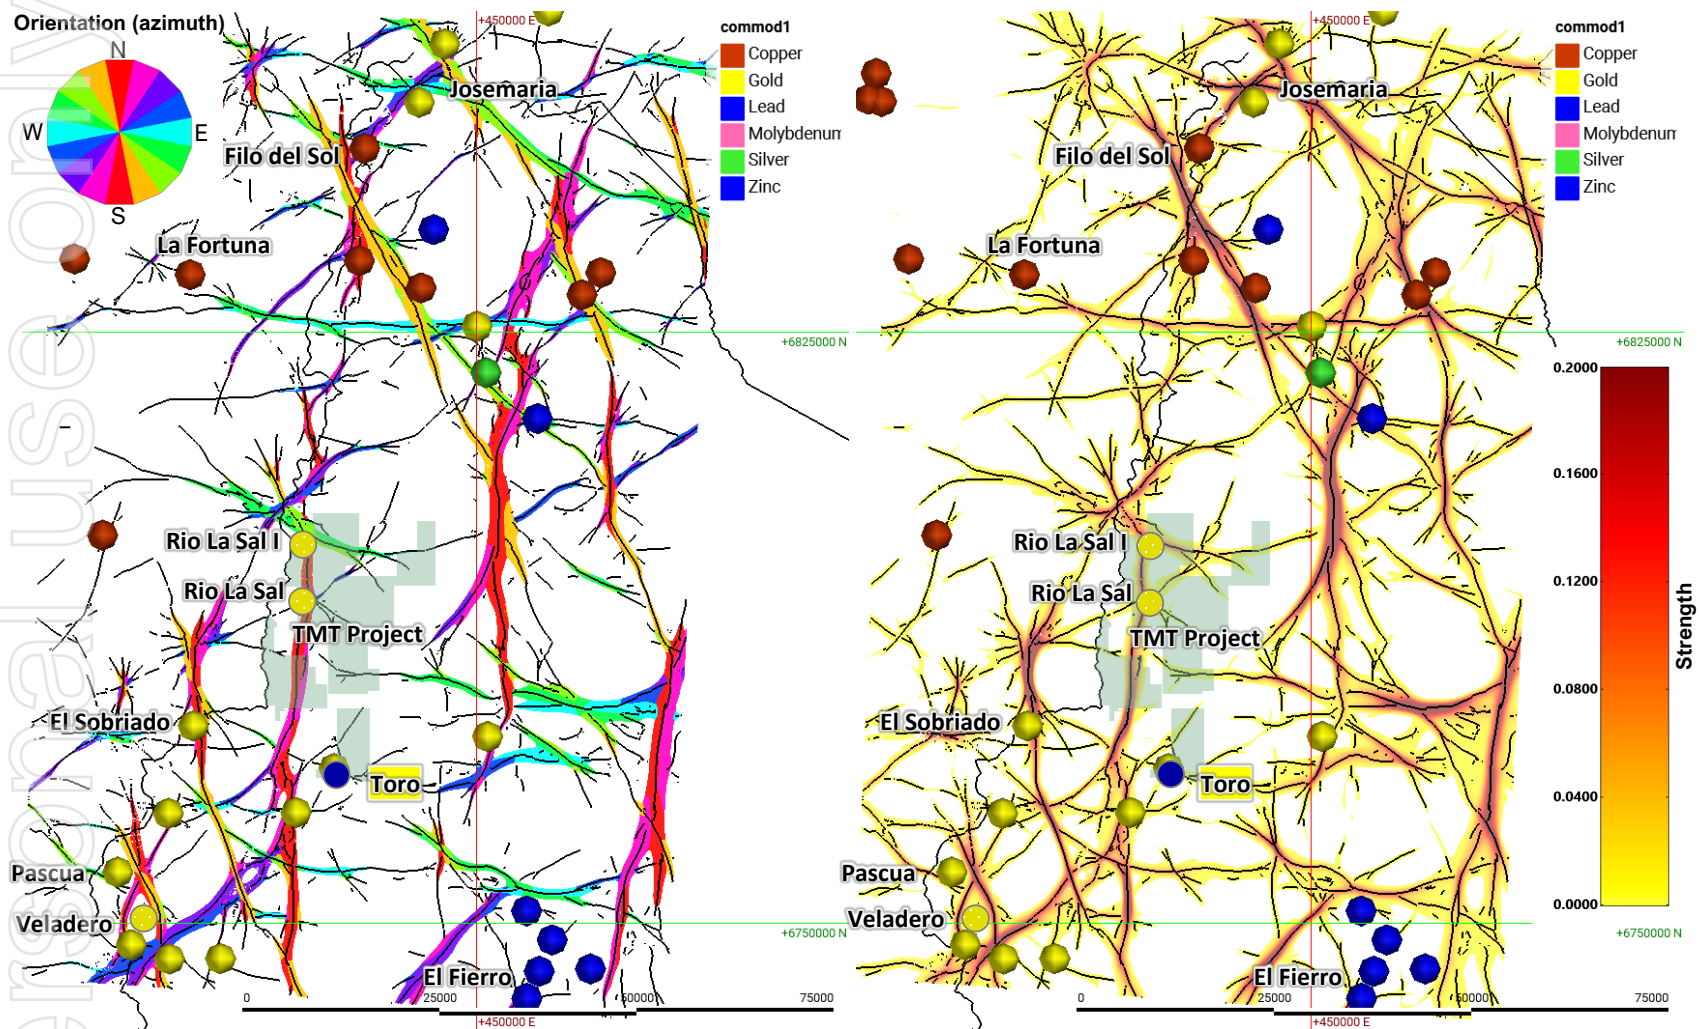 Orientation (azimuth)
N
W
E
S
+450000 E
commod1
Copper
Gold
Lead
Molybdenum
Silver
Zinc
Josemaria
Filo del Sol
La Fortuna
+6825000 N
Rio La Sal I
Rio La Sal
TMT Project
El Sobriado
Toro
Pascua
Veladero
El Fierro
+6750000 N
0
25000
50000
75000
+450000 E
+450000 E
commod1
Copper
Gold
Lead
Molybdenum
Silver
Zinc
Josemaria
Filo del Sol
La Fortuna
+6825000 N
0.2000
0.1600
0.1200
0.0800
0.0400
0.0000
Strength
Rio La Sal I
Rio La Sal
TMT Project
El Sobriado
Toro
Pascua
Veladero
El Fierro
+6750000 N
0
25000
50000
75000
+450000 E
ersonal use only